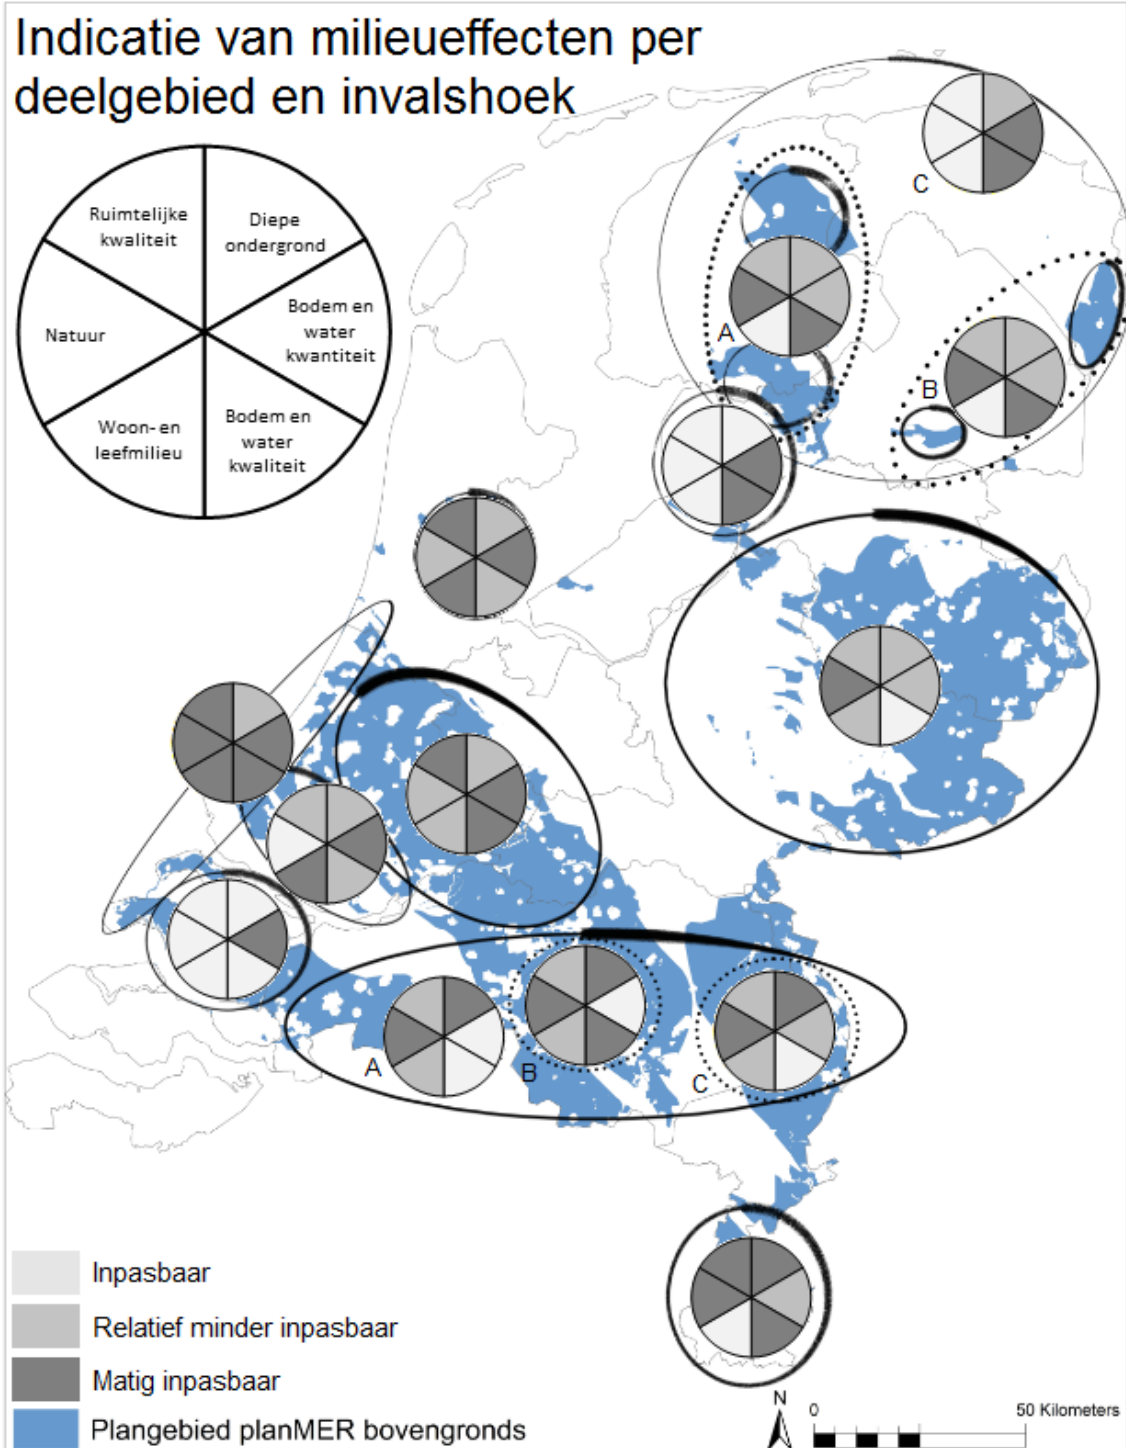 Indicatie van milieueffecten per
deelgebied en invalshoek
Ruimtelijke
kwaliteit
Diepe
ondergrond
Natuur
Bodem en
water
kwantiteit
Woon- en
leefmilieu
Bodem en
water
kwaliteit
C
A
B
A
B
C
Inpasbaar
Relatief minder inpasbaar
Matig inpasbaar
Plangebied planMER bovengronds
N
0
50 Kilometers